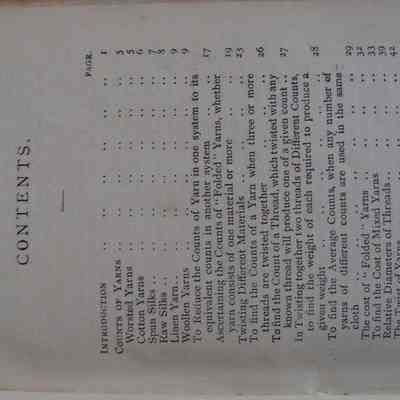 CONTENTS.
PAGE.
INTRODUCTION .. .. .. .. .. 1
COUNTS OF YARNS .. .. .. .. 3
Worsted Yarns .. .. .. .. 5
Cotton Yarns .. .. .. .. 6
Spun Silks .. .. .. .. 7
Raw Silks .. .. .. .. 8
Linen Yarn .. .. .. .. 9
Woollen Yarns .. .. .. .. 9
To Reduce the Counts of Yarn in one system to its
equivalent counts in another system .. 17
Ascertaining the Counts of "Folded" Yarns, whether
yarn consists of one material or more .. 19
Twisting Different Materials .. .. 23
To find the Counts of a Yarn when three or more
threads are twisted together .. .. 26
To find the Count of a Thread, which twisted with any
known thread will produce one of a given count .. 27
In Twisting together two threads of Different Counts,
to find the weight of each required to produce a
given weight .. .. .. 28
To find the Average Counts, when any number of
yarns of different counts are used in the same
cloth .. .. .. .. 29
The cost of "Folded" Yarns .. .. 32
To find the Cost of Mixed Yarns .. .. 33
Relative Diameters of Threads .. .. 39
The Twist of Yarns .. .. 42